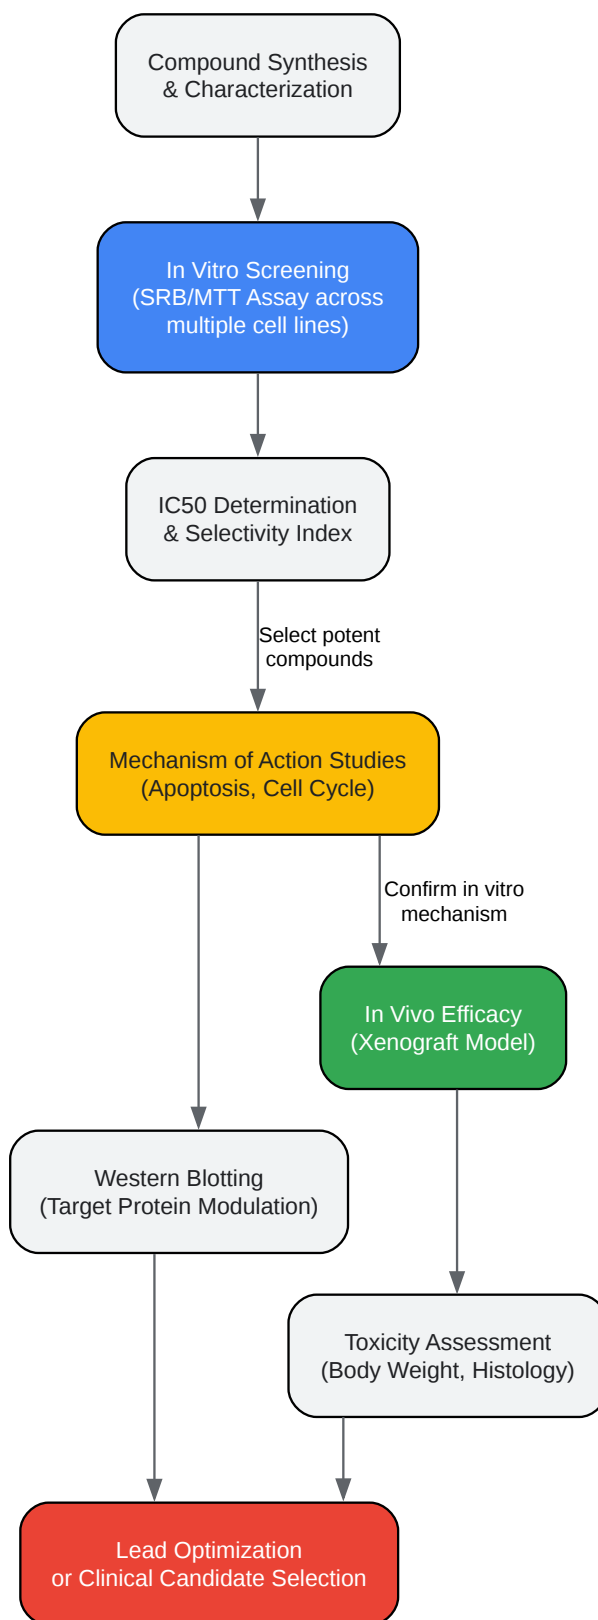 Compound Synthesis
& Characterization
In Vitro Screening
(SRB/MTT Assay across
multiple cell lines)
IC50 Determination
& Selectivity Index
Select potent
compounds
Mechanism of Action Studies
(Apoptosis, Cell Cycle)
Confirm in vitro
mechanism
In Vivo Efficacy
(Xenograft Model)
Western Blotting
(Target Protein Modulation)
Toxicity Assessment
(Body Weight, Histology)
Lead Optimization
or Clinical Candidate Selection